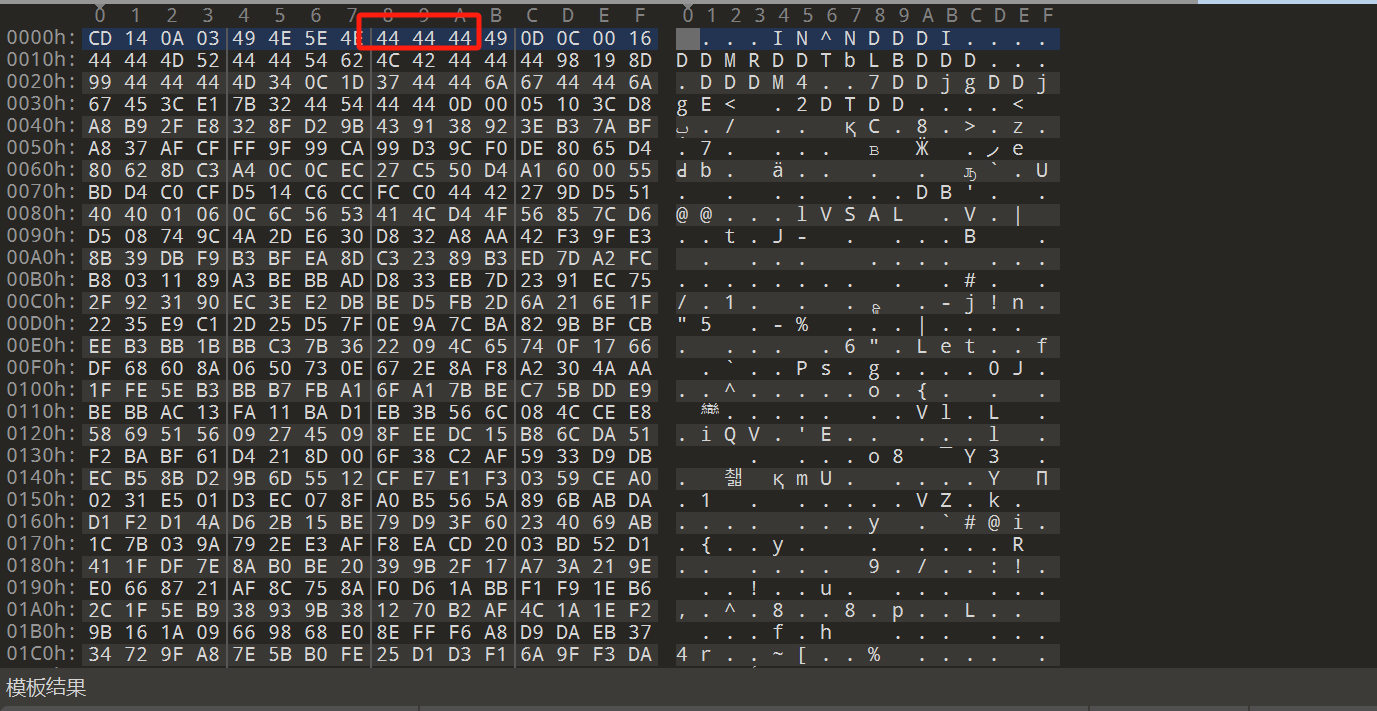 0 1 2 3 4 5 6 7 8 9 A B C D E F 0 1 2 3 4 5 6 7 8 9 A B C D E F
0000h: CD 14 0A 03 49 4E 5E 4E 44 44 44 49 0D 0C 00 16 . . . I N ^ N D D D I . . . .
0010h: 44 44 4D 52 44 44 54 62 4C 42 44 44 44 98 19 8D D D M R D D T b L B D D D . . .
0020h: 99 44 44 44 4D 34 0C 1D 37 44 44 6A 67 44 44 6A . D D D M 4 . . 7 D D j g D D j
0030h: 67 45 3C E1 7B 32 44 54 44 44 0D 00 05 10 3C D8 g E < . 2 D T D D . . . . <
0040h: A8 B9 2F E8 32 8F D2 9B 43 91 38 92 3E B3 7A BF . / . . қ C . 8 . > . z .
0050h: A8 37 AF CF FF 9F 99 CA 99 D3 9C F0 DE 80 65 D4 . 7 . . . . Ж . e
0060h: 80 62 8D C3 A4 0C 0C EC 27 C5 50 D4 A1 60 00 55 b . ä . . . . ` . U
0070h: BD D4 C0 CF D5 14 C6 CC FC C0 44 42 27 9D D5 51 . . . . . . . D B ' .
0080h: 40 40 01 06 0C 6C 56 53 41 4C D4 4F 56 85 7C D6 @ @ . . . l V S A L . V . |
0090h: D5 08 74 9C 4A 2D E6 30 D8 32 A8 AA 42 F3 9F E3 . . t . J - . . . . B .
00A0h: 8B 39 DB F9 B3 BF EA 8D C3 23 89 B3 ED 7D A2 FC . . . . . . . . . .
00B0h: B8 03 11 89 A3 BE BB AD D8 33 EB 7D 23 91 EC 75 . . . . . . . . . . . # . .
00C0h: 2F 92 31 90 EC 3E E2 DB BE D5 FB 2D 6A 21 6E 1F / . 1 . . . . - j ! n .
00D0h: 22 35 E9 C1 2D 25 D5 7F 0E 9A 7C BA 82 9B BF CB " 5 . - % . . . | . . . .
00E0h: EE B3 BB 1B BB C3 7B 36 22 09 4C 65 74 0F 17 66 . . . . . 6 " . L e t . . f
00F0h: DF 68 60 8A 06 50 73 0E 67 2E 8A F8 A2 30 4A AA . ` . . P s . g . . . . 0 J .
0100h: 1F FE 5E B3 BB B7 FB A1 6F A1 7B BE C7 5B DD E9 . . ^ . . . . . o . { . . .
0110h: BE BB AC 13 FA 11 BA D1 EB 3B 56 6C 08 4C CE E8 . . . . . . . V l . L .
0120h: 58 69 51 56 09 27 45 09 8F EE DC 15 B8 6C DA 51 . i Q V . ' E . . . . . l .
0130h: F2 BA BF 61 D4 21 8D 00 6F 38 C2 AF 59 33 D9 DB . . . . . o 8 ¯ Y 3 .
0140h: EC B5 8B D2 9B 6D 55 12 CF E7 E1 F3 03 59 CE A0 . қ m U . . . . . Y Π
0150h: 02 31 E5 01 D3 EC 07 8F A0 B5 56 5A 89 6B AB DA . 1 . . . . . . V Z . k .
0160h: D1 F2 D1 4A D6 2B 15 BE 79 D9 3F 60 23 40 69 AB . . . . . . . y . ` # @ i .
0170h: 1C 7B 03 9A 79 2E E3 AF F8 EA CD 20 03 BD 52 D1 . { . . y . . . . . . R
0180h: 41 1F DF 7E 8A B0 BE 20 39 9B 2F 17 A7 3A 21 9E . . . . . . 9 . / . . : ! .
0190h: E0 66 87 21 AF 8C 75 8A F0 D6 1A BB F1 F9 1E B6 . . ! . . u . . . . . . .
01A0h: 2C 1F 5E B9 38 93 9B 38 12 70 B2 AF 4C 1A 1E F2 , . ^ . 8 . . 8 . p . L . .
01B0h: 9B 16 1A 09 66 98 68 E0 8E FF F6 A8 D9 DA EB 37 . . . f . h . . . . . .
01C0h: 34 72 9F A8 7E 5B B0 FE 25 D1 D3 F1 6A 9F F3 DA 4 r . . ~ [ . . % . . . . .
模板结果